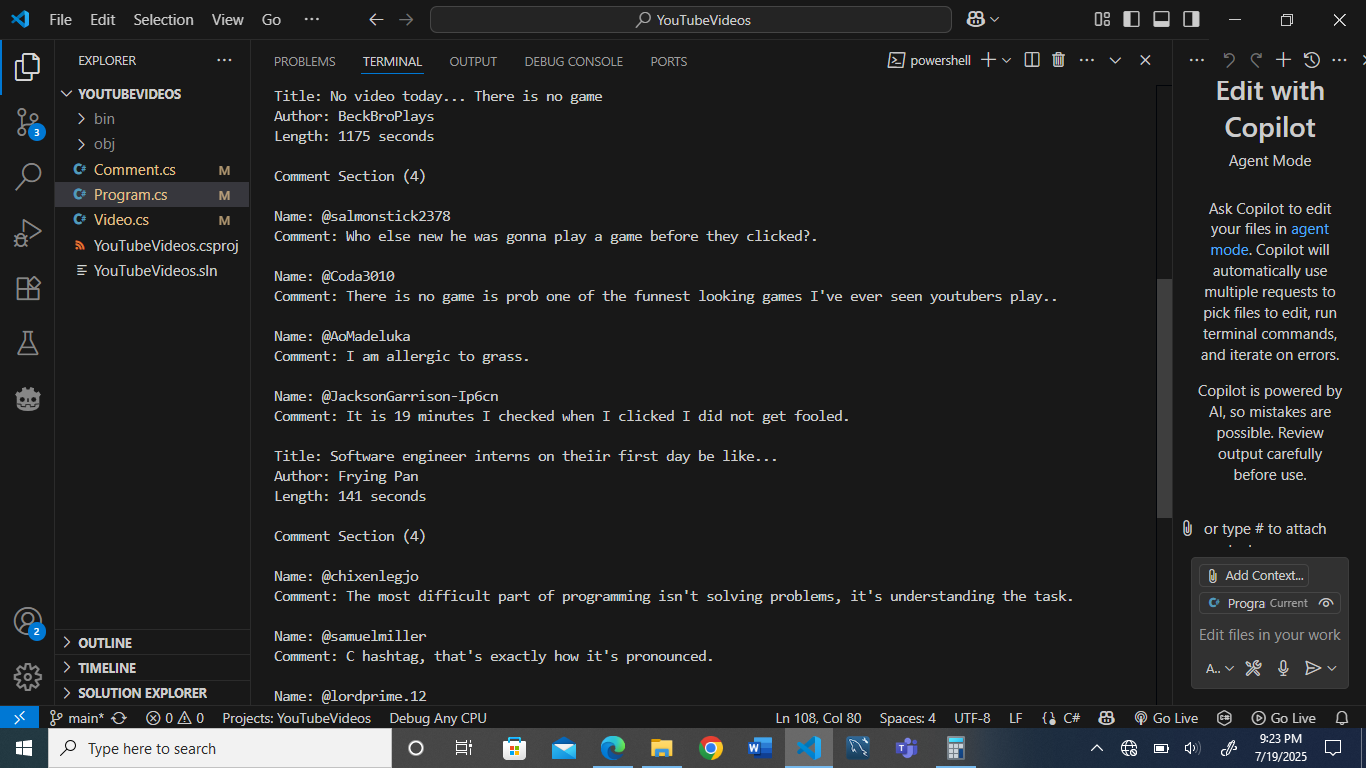 File Edit Selection View Go ··· YouTubeVideos
EXPLORER ···
YOUTUBEVIDEOS
bin
obj
Comment.cs M
Program.cs M
Video.cs M
YouTubeVideos.csproj
YouTubeVideos.sln
OUTLINE
TIMELINE
SOLUTION EXPLORER
3
2
PROBLEMS TERMINAL OUTPUT DEBUG CONSOLE PORTS powershell
Title: No video today... There is no game
Author: BeckBroPlays
Length: 1175 seconds
Comment Section (4)
Name: @salmonstick2378
Comment: Who else new he was gonna play a game before they clicked?.
Name: @Coda3010
Comment: There is no game is prob one of the funnest looking games I've ever seen youtubers play..
Name: @AoMadeluka
Comment: I am allergic to grass.
Name: @JacksonGarrison-Ip6cn
Comment: It is 19 minutes I checked when I clicked I did not get fooled.
Title: Software engineer interns on theiir first day be like...
Author: Frying Pan
Length: 141 seconds
Comment Section (4)
Name: @chixenlegjo
Comment: The most difficult part of programming isn't solving problems, it's understanding the task.
Name: @samuelmiller
Comment: C hashtag, that's exactly how it's pronounced.
Name: @lordprime.12
Edit with
Copilot
Agent Mode
Ask Copilot to edit
your files in agent
mode. Copilot will
automatically use
multiple requests to
pick files to edit, run
terminal commands,
and iterate on errors.
Copilot is powered by
AI, so mistakes are
possible. Review
output carefully
before use.
or type # to attach
Add Context...
Progra Current
Edit files in your work
A..
main* 0 0 Projects: YouTubeVideos Debug Any CPU Ln 108, Col 80 Spaces: 4 UTF-8 LF C# Go Live Go Live
Type here to search
9:23 PM
7/19/2025